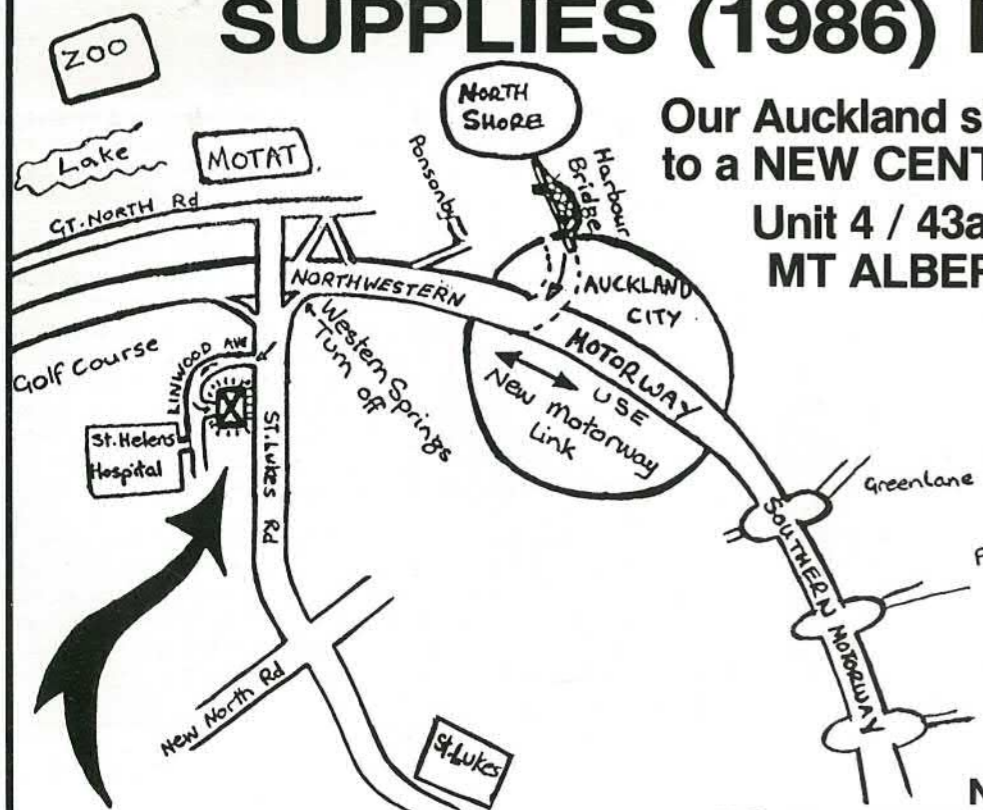 SUPPLIES (1986)
ZOO
Lake
MOTAT
GT. NORTH Rd
NORTH
SHORE
Ponsonby
Harbour
Bridge
Our Auckland
to a NEW
Unit 4 / 43a
MT
NORTHWESTERN
AUCKLAND
CITY
MOTORWAY
Western Springs
Turn off
USE
New Motorway
Link
Golf Course
LINWOOD AVE
St. Helens
Hospital
ST. LUKES Rd
Greenlane
SOUTHERN MOTORWAY
New North Rd
St. Lukes